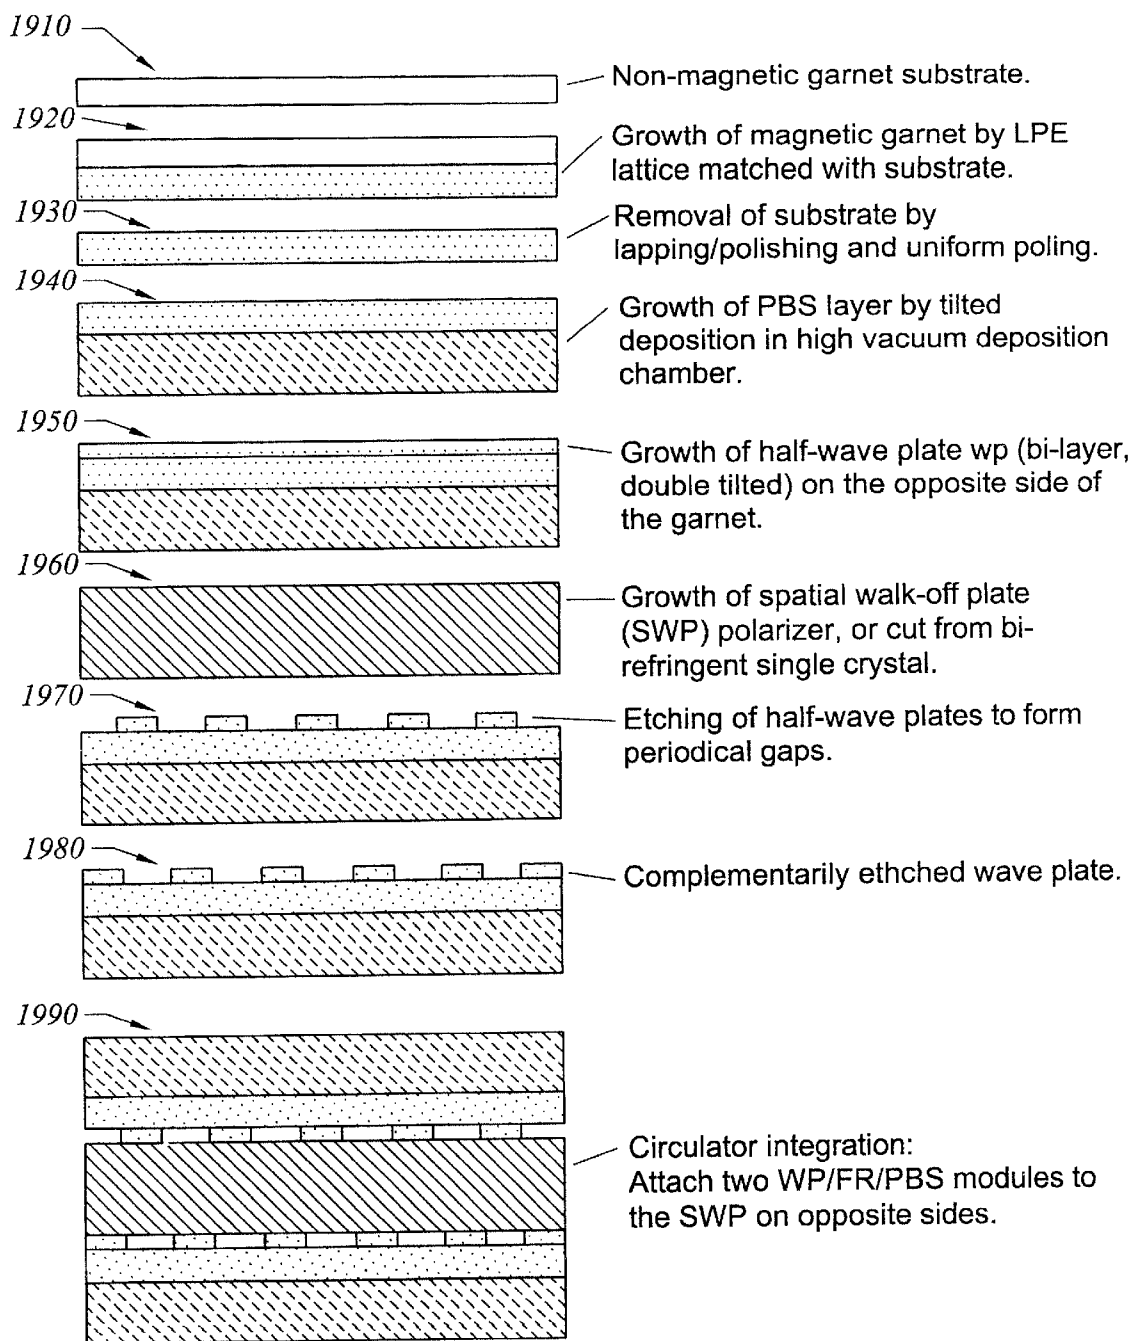 1910
Non-magnetic garnet substrate.
1920
Growth of magnetic garnet by LPE
lattice matched with substrate.
1930
Removal of substrate by
lapping/polishing and uniform poling.
1940
Growth of PBS layer by tilted
deposition in high vacuum deposition
chamber.
1950
Growth of half-wave plate wp (bi-layer,
double tilted) on the opposite side of
the garnet.
1960
Growth of spatial walk-off plate
(SWP) polarizer, or cut from bi-
refringent single crystal.
1970
Etching of half-wave plates to form
periodical gaps.
1980
Complementarily ethched wave plate.
1990
Circulator integration:
Attach two WP/FR/PBS modules to
the SWP on opposite sides.